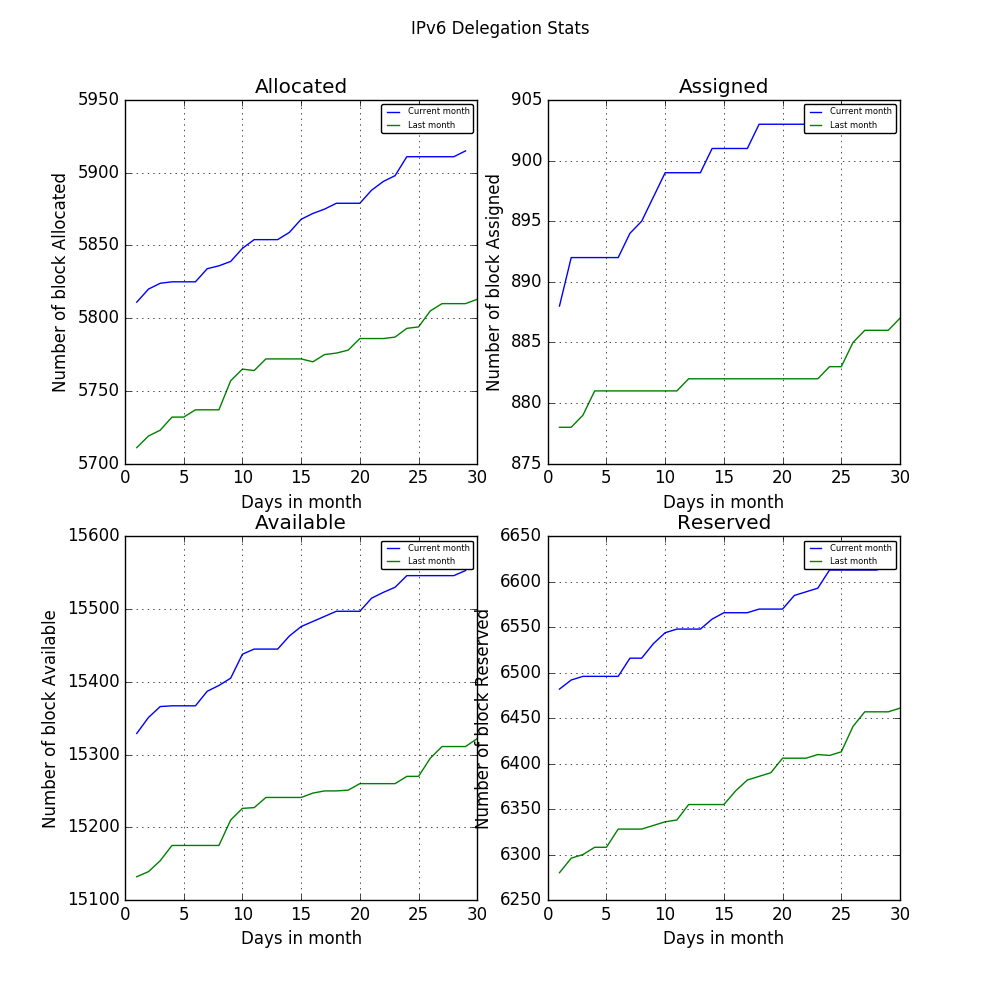 IPv6 Delegation Stats
Allocated
Number of block Allocated
5950
5900
5850
5800
5750
5700
0 5 10 15 20 25 30
Days in month
Current month
Last month
Assigned
Number of block Assigned
905
900
895
890
885
880
875
0 5 10 15 20 25 30
Days in month
Current month
Last month
Available
Number of block Available
15600
15500
15400
15300
15200
15100
0 5 10 15 20 25 30
Days in month
Current month
Last month
Reserved
Number of block Reserved
6650
6600
6550
6500
6450
6400
6350
6300
6250
0 5 10 15 20 25 30
Days in month
Current month
Last month